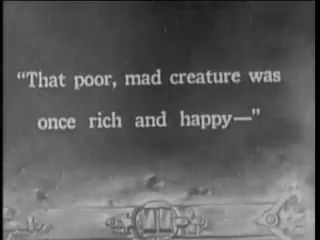 “That poor, mad creature was
once rich and happy—”